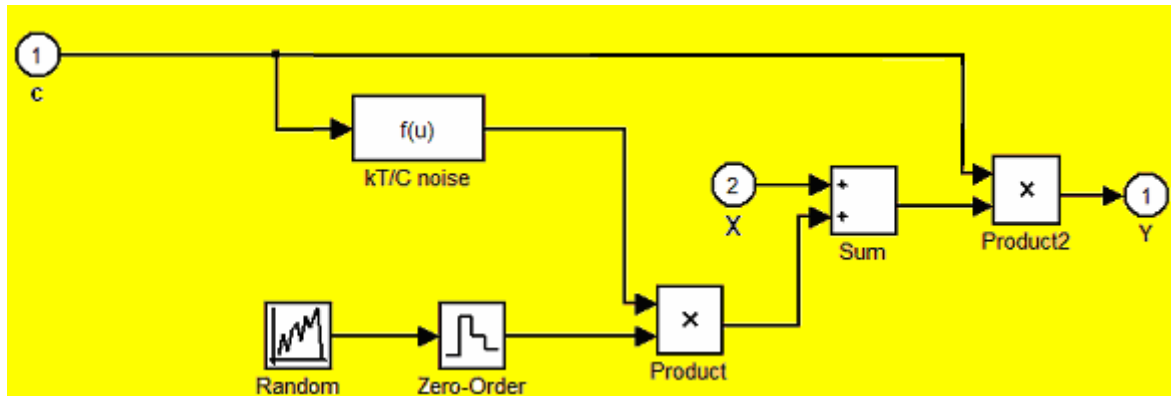 1
c
f(u)
kT/C noise
2
X
+
+
Sum
×
Product2
1
Y
Random
Zero-Order
×
Product